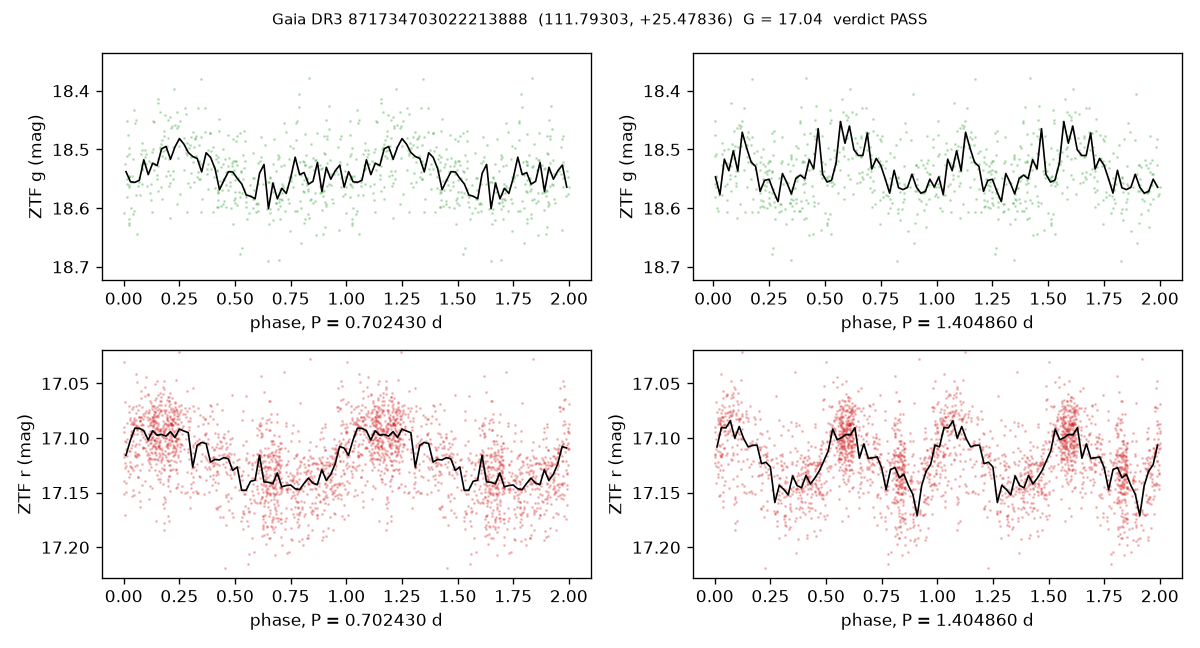 Gaia DR3 871734703022213888  (111.79303, +25.47836)  G = 17.04  verdict PASS
ZTF g (mag)
18.4
18.5
18.6
18.7
0.00 0.25 0.50 0.75 1.00 1.25 1.50 1.75 2.00
phase, P = 0.702430 d
ZTF g (mag)
18.4
18.5
18.6
18.7
0.00 0.25 0.50 0.75 1.00 1.25 1.50 1.75 2.00
phase, P = 1.404860 d
ZTF r (mag)
17.05
17.10
17.15
17.20
0.00 0.25 0.50 0.75 1.00 1.25 1.50 1.75 2.00
phase, P = 0.702430 d
ZTF r (mag)
17.05
17.10
17.15
17.20
0.00 0.25 0.50 0.75 1.00 1.25 1.50 1.75 2.00
phase, P = 1.404860 d